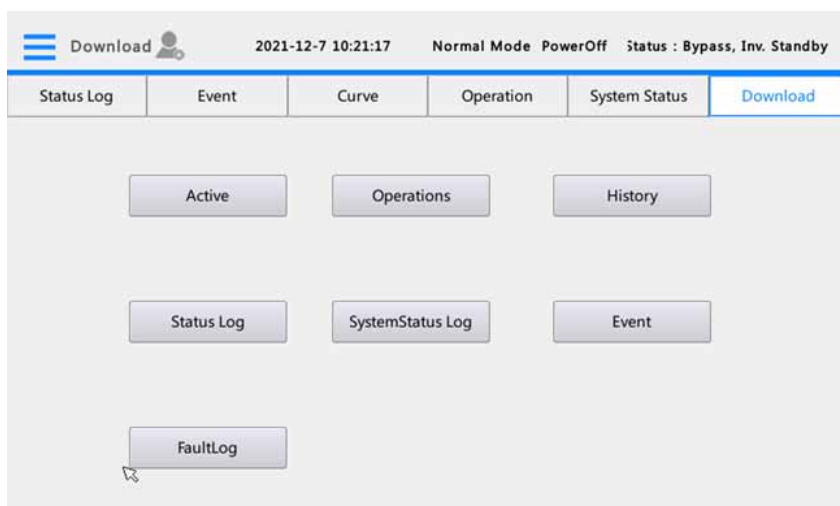 Download 2021-12-7 10:21:17 Normal Mode PowerOff Status : Bypass, Inv. Standby
Status Log Event Curve Operation System Status Download
Active Operations History
Status Log SystemStatus Log Event
FaultLog